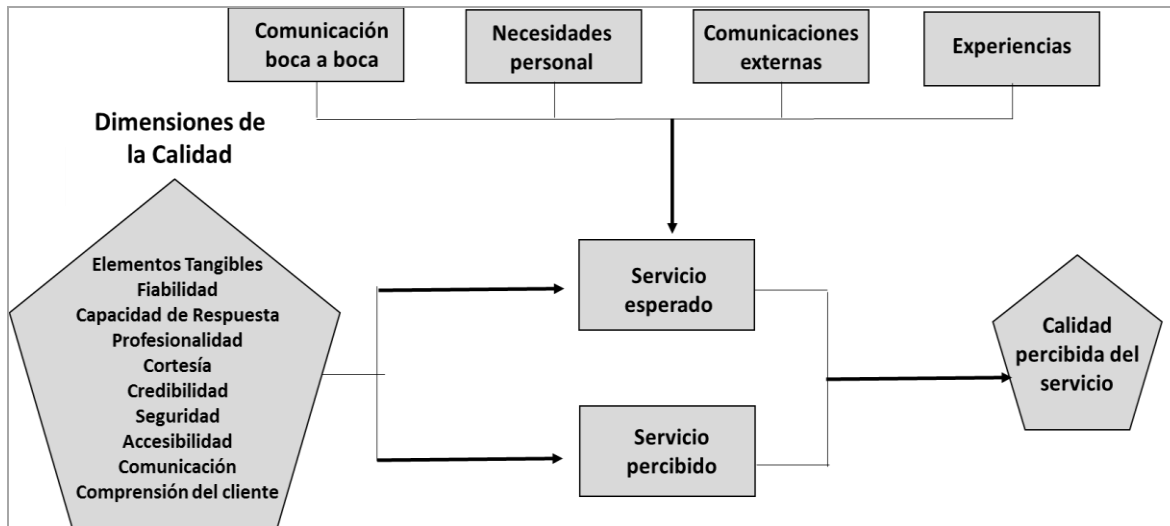 Comunicación
boca a boca
Necesidades
personal
Comunicaciones
externas
Experiencias
Dimensiones de
la Calidad
Elementos Tangibles
Fiabilidad
Capacidad de Respuesta
Profesionalidad
Cortesía
Credibilidad
Seguridad
Accesibilidad
Comunicación
Comprensión del cliente
Servicio
esperado
Servicio
percibido
Calidad
percibida del
servicio